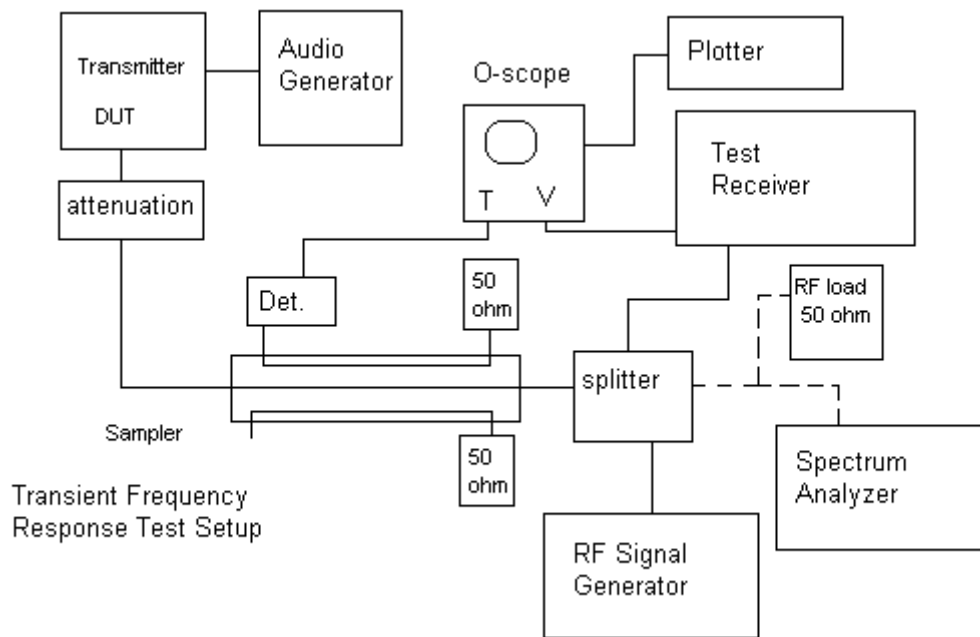 Transmitter
DUT
Audio
Generator
O-scope
Plotter
T V
Test
Receiver
attenuation
Det.
50
ohm
RF load
50 ohm
splitter
Sampler
50
ohm
Spectrum
Analyzer
Transient Frequency
Response Test Setup
RF Signal
Generator